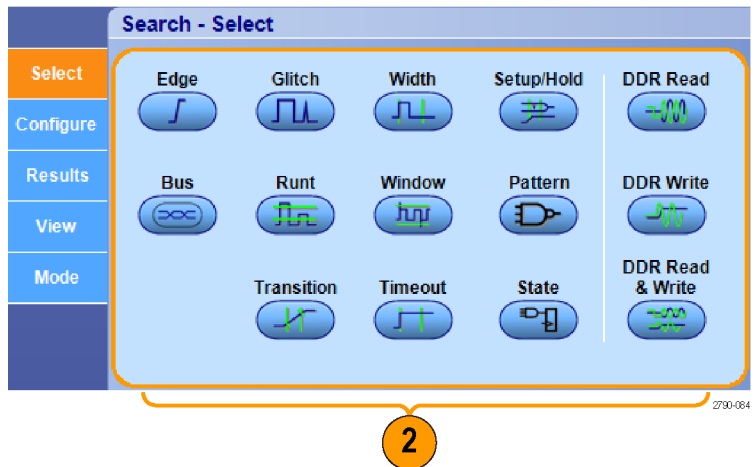 Search - Select
Select
Configure
Results
View
Mode
Edge
Glitch
Width
Setup/Hold
DDR Read
Bus
Runt
Window
Pattern
DDR Write
Transition
Timeout
State
DDR Read
& Write
2790-084
2